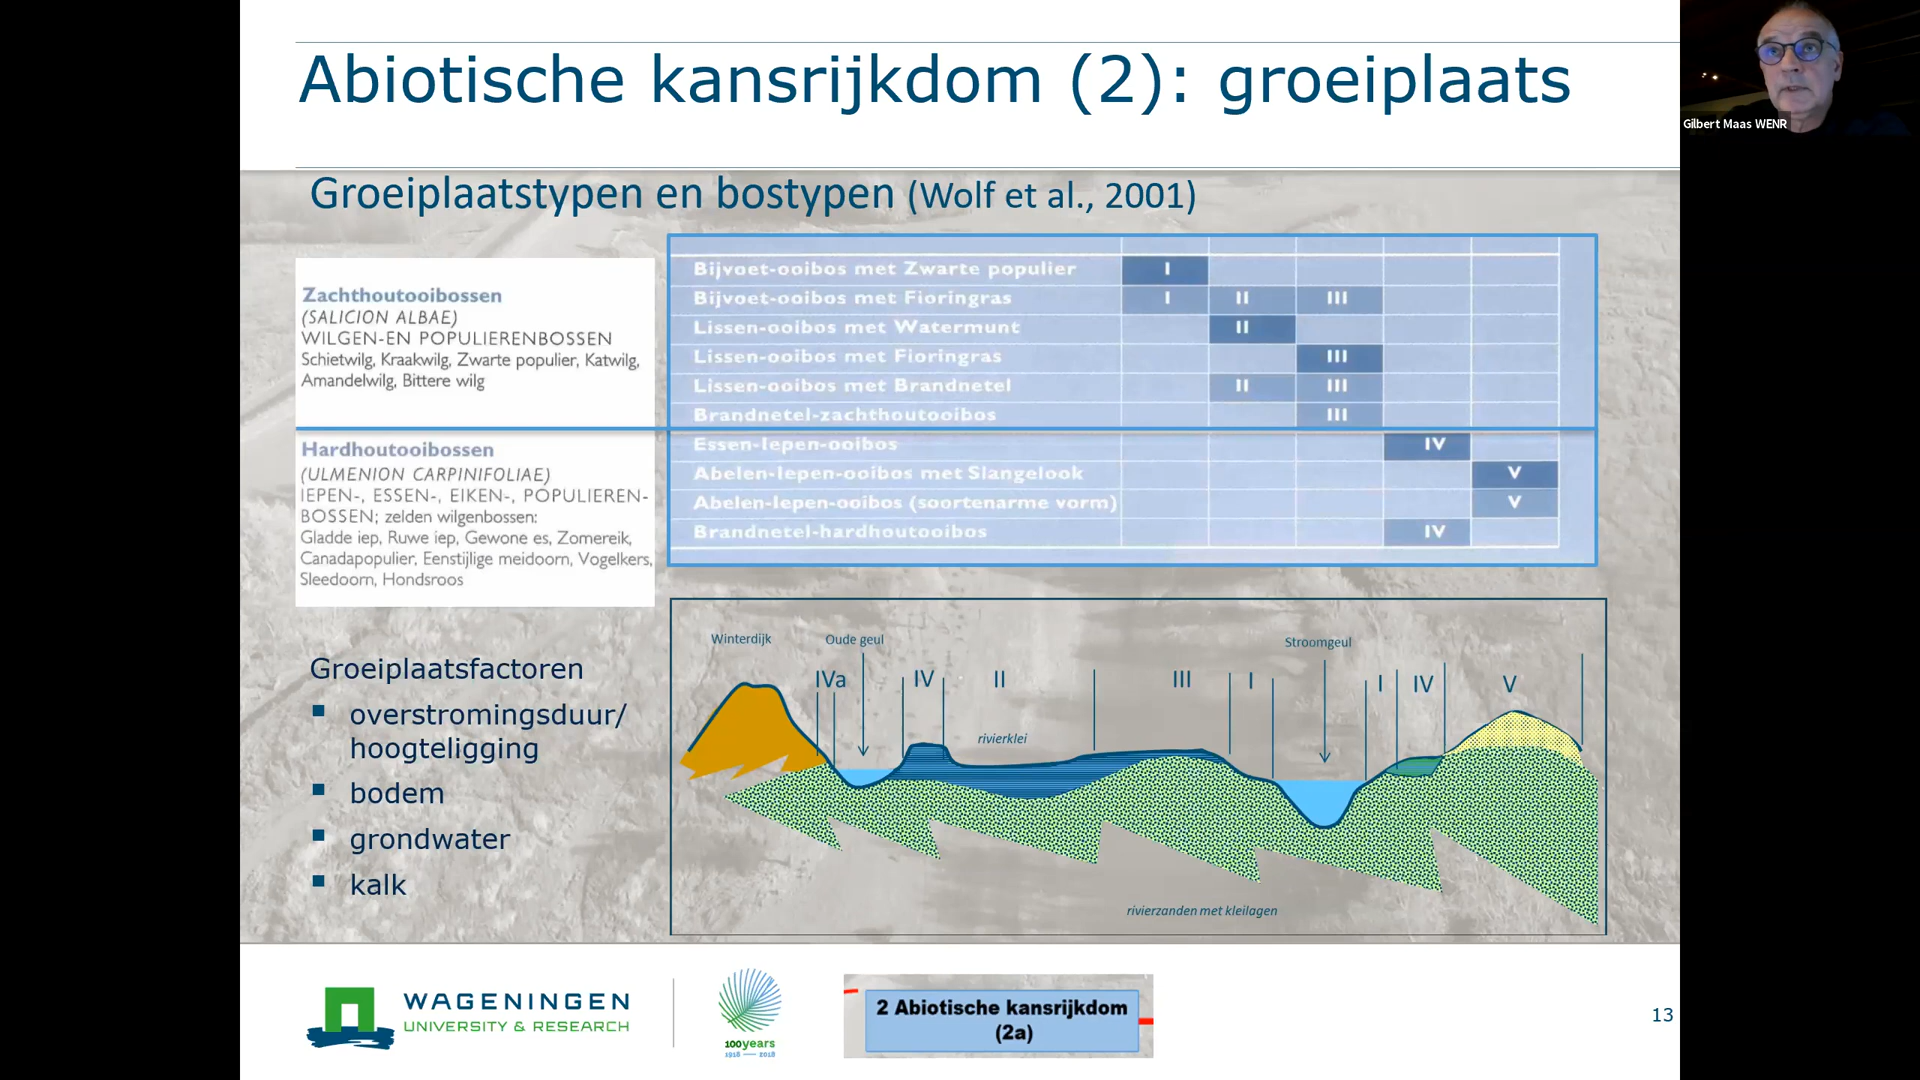 Abiotische kansrijkdom (2): groeiplaats
Gilbert Maas WENR
Groeiplaatstypen en bostypen (Wolf et al., 2001)
Zachthoutooibossen
(SALICION ALBAE)
WILGEN-EN POPULIERENBOSSEN
Schietwilg, Kraakwilg, Zwarte populier, Katwilg,
Amandelwilg, Bittere wilg
Hardhoutooibossen
(ULMENION CARPINIFOLIAE)
IEPEN-, ESSEN-, EIKEN-, POPULIEREN-
BOSSEN; zelden wilgenbossen:
Gladde iep, Ruwe iep, Gewone es, Zomereik,
Canadapopulier, Eenstijlige meidoorn, Vogelkers,
Sleedoorn, Hondsroos
Bijvoet-ooibos met Zwarte populier I
Bijvoet-ooibos met Fioringras I II III
Lissen-ooibos met Watermunt II
Lissen-ooibos met Fioringras III
Lissen-ooibos met Brandnetel II III
Brandnetel-zachthoutooibos III
Essen-Iepen-ooibos IV
Abelen-Iepen-ooibos met Slangelook V
Abelen-Iepen-ooibos (soortenarme vorm) V
Brandnetel-hardhoutooibos IV
Groeiplaatsfactoren
overstromingsduur/
hoogteligging
bodem
grondwater
kalk
Winterdijk Oude geul Stroomgeul
IVa IV II III I I IV V
rivierklei
rivierzanden met kleilagen
WAGENINGEN
UNIVERSITY & RESEARCH
100years
1918 — 2018
2 Abiotische kansrijkdom
(2a)
13